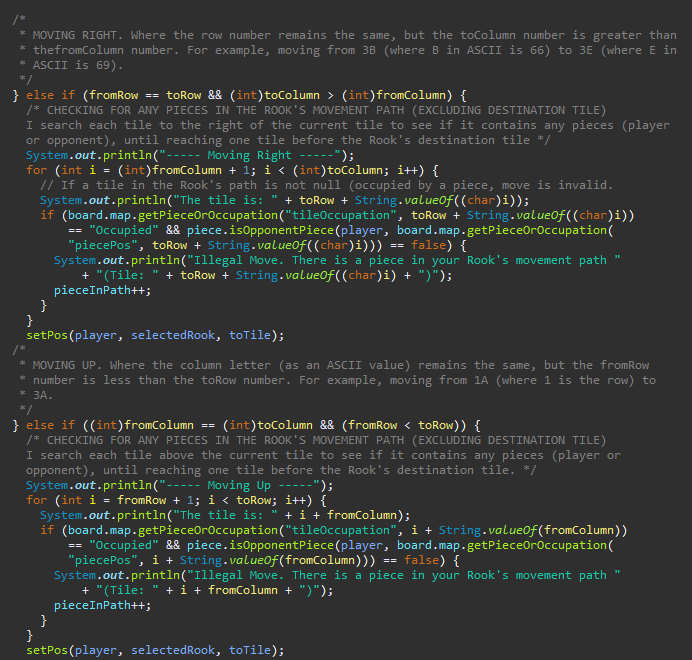 /*
 * MOVING RIGHT. Where the row number remains the same, but the toColumn number is greater than
 * thefromColumn number. For example, moving from 3B (where B in ASCII is 66) to 3E (where E in
 * ASCII is 69).
 */
} else if (fromRow == toRow && (int)toColumn > (int)fromColumn) {
  /* CHECKING FOR ANY PIECES IN THE ROOK'S MOVEMENT PATH (EXCLUDING DESTINATION TILE)
  I search each tile to the right of the current tile to see if it contains any pieces (player
  or opponent), until reaching one tile before the Rook's destination tile */
  System.out.println("----- Moving Right -----");
  for (int i = (int)fromColumn + 1; i < (int)toColumn; i++) {
    // If a tile in the Rook's path is not null (occupied by a piece, move is invalid.
    System.out.println("The tile is: " + toRow + String.valueOf((char)i));
    if (board.map.getPieceOrOccupation("tileOccupation", toRow + String.valueOf((char)i))
        == "Occupied" && piece.isOpponentPiece(player, board.map.getPieceOrOccupation(
        "piecePos", toRow + String.valueOf((char)i))) == false) {
      System.out.println("Illegal Move. There is a piece in your Rook's movement path "
          + "(Tile: " + toRow + String.valueOf((char)i) + ")");
      pieceInPath++;
    }
  }
  setPos(player, selectedRook, toTile);
/*
 * MOVING UP. Where the column letter (as an ASCII value) remains the same, but the fromRow
 * number is less than the toRow number. For example, moving from 1A (where 1 is the row) to
 * 3A.
 */
} else if ((int)fromColumn == (int)toColumn && (fromRow < toRow)) {
  /* CHECKING FOR ANY PIECES IN THE ROOK'S MOVEMENT PATH (EXCLUDING DESTINATION TILE)
  I search each tile above the current tile to see if it contains any pieces (player or
  opponent), until reaching one tile before the Rook's destination tile. */
  System.out.println("----- Moving Up -----");
  for (int i = fromRow + 1; i < toRow; i++) {
    System.out.println("The tile is: " + i + fromColumn);
    if (board.map.getPieceOrOccupation("tileOccupation", i + String.valueOf(fromColumn))
        == "Occupied" && piece.isOpponentPiece(player, board.map.getPieceOrOccupation(
        "piecePos", i + String.valueOf(fromColumn))) == false) {
      System.out.println("Illegal Move. There is a piece in your Rook's movement path "
          + "(Tile: " + i + fromColumn + ")");
      pieceInPath++;
    }
  }
  setPos(player, selectedRook, toTile);